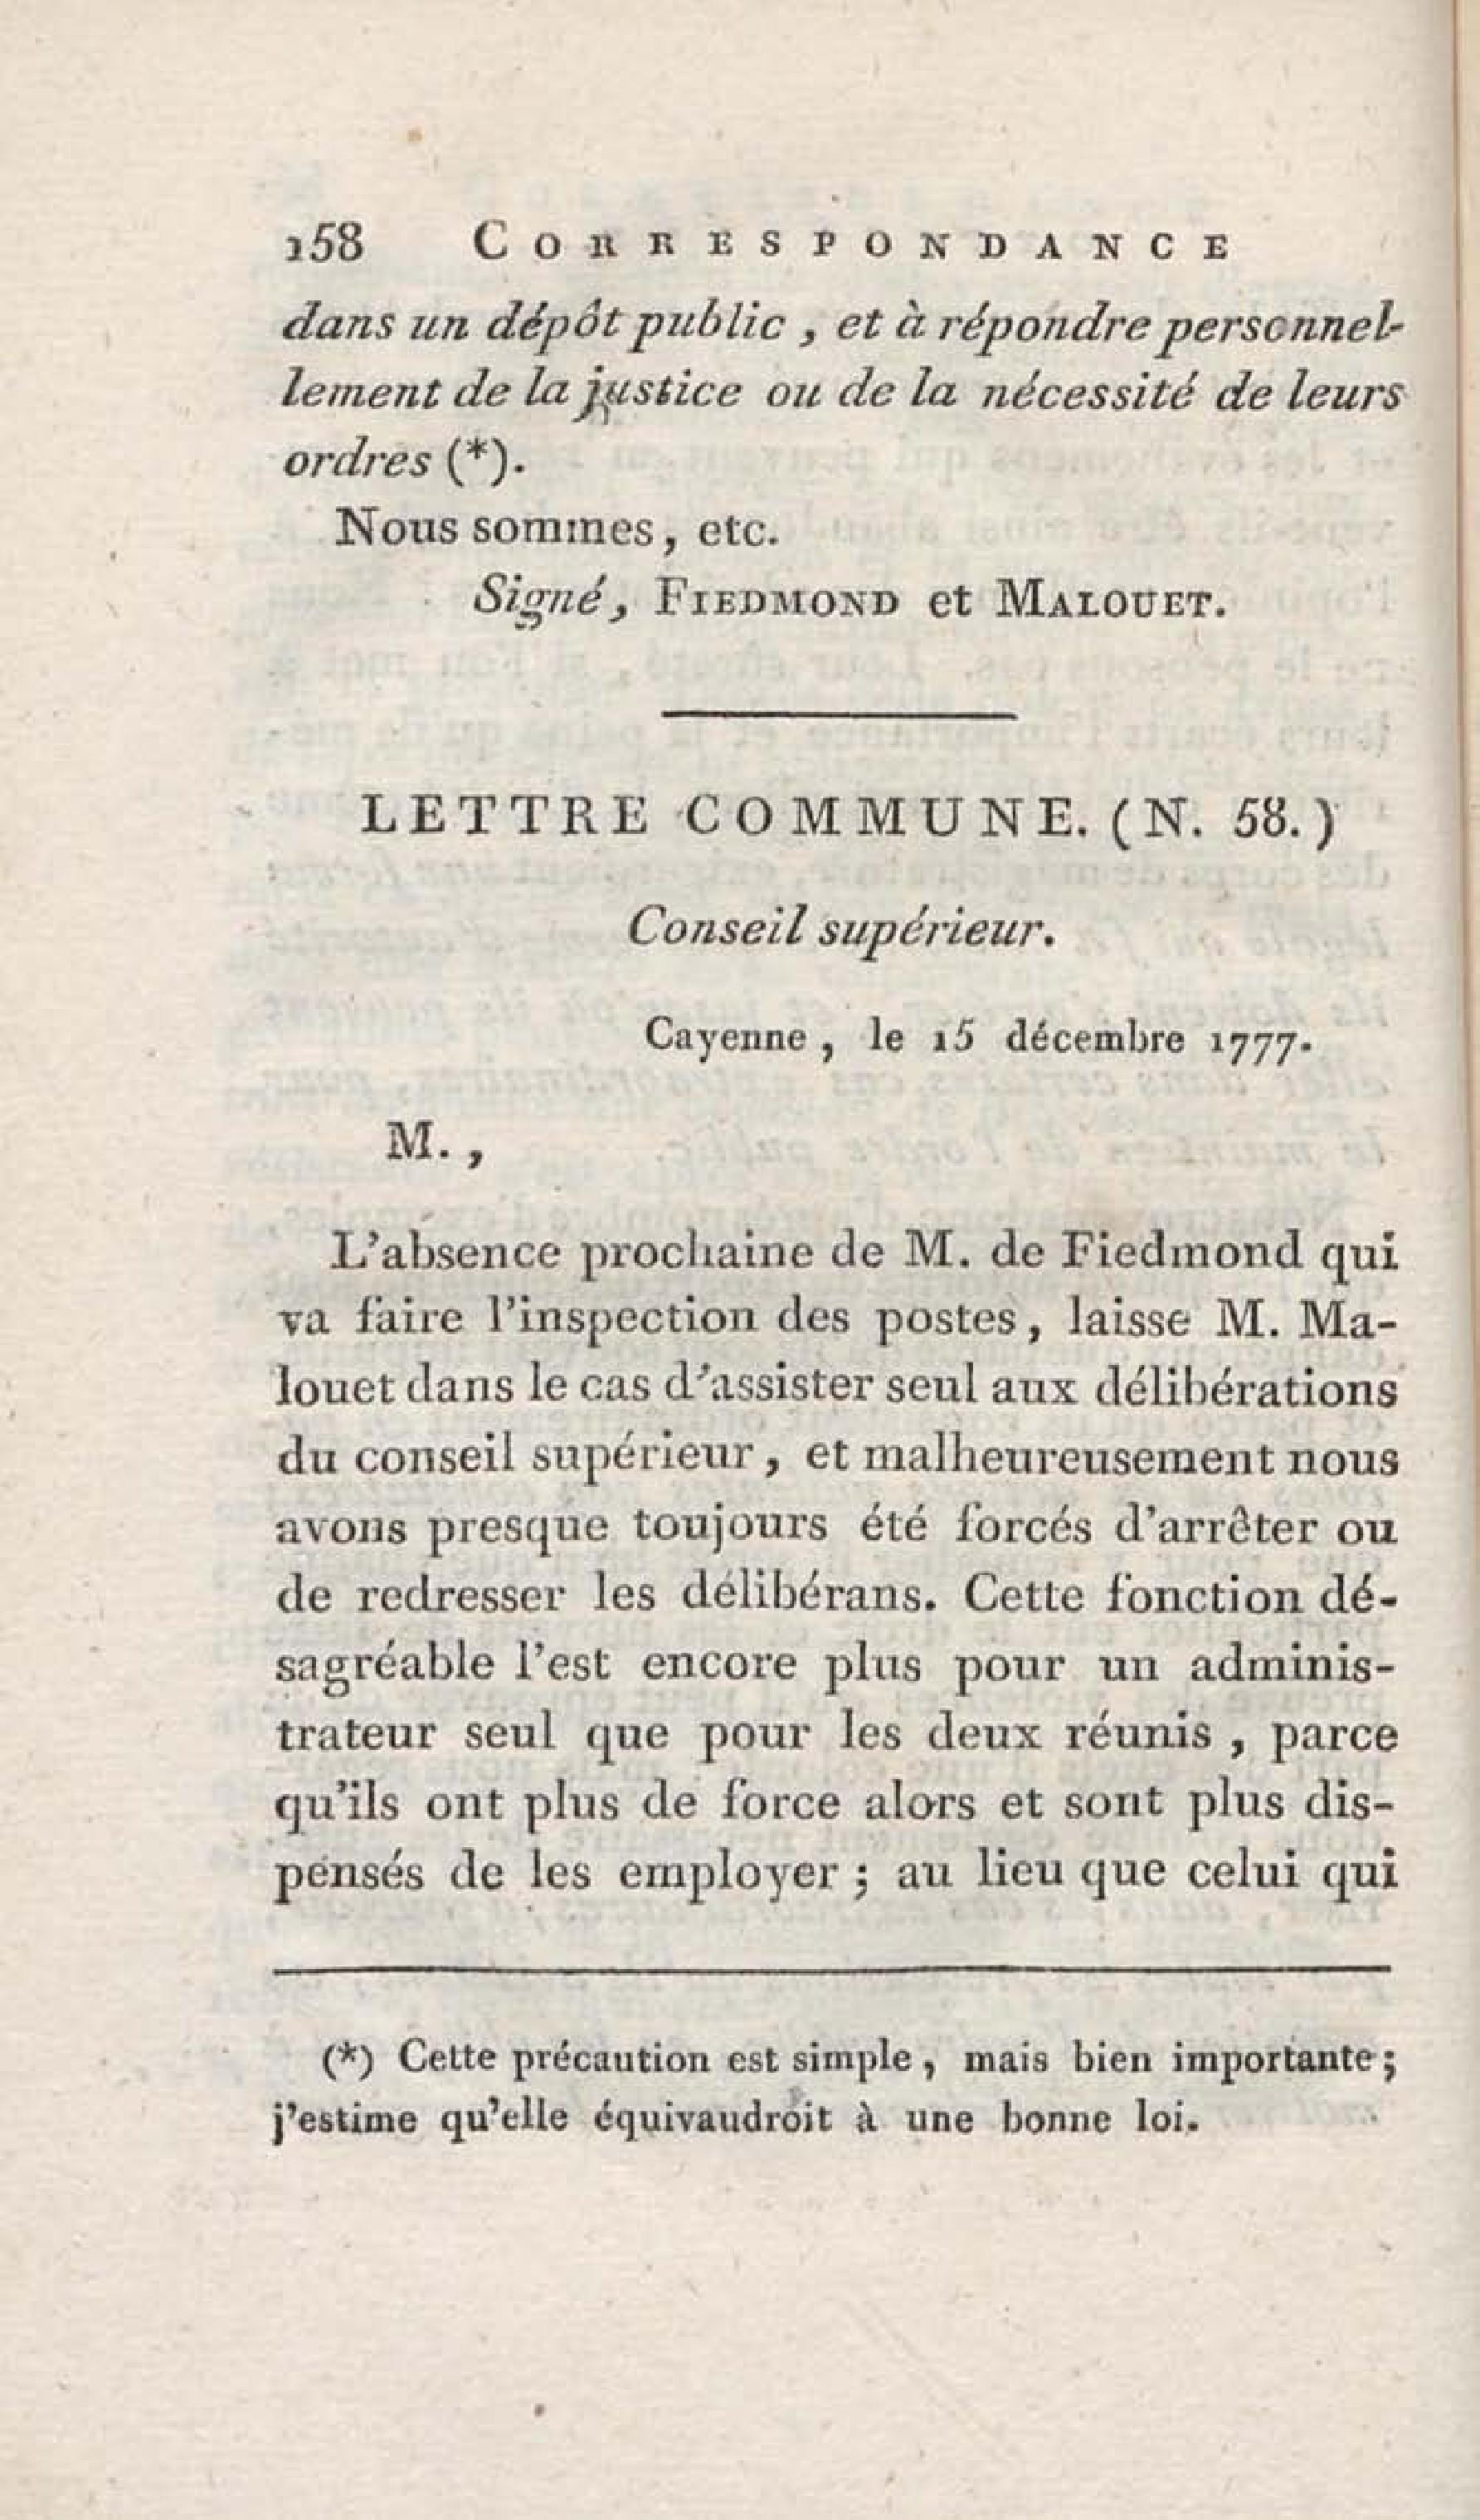 158 CORRESPONDANCE
dans un dépôt public, et à répondre personnel-
lement de la justice ou de la nécessité de leurs
ordres (*).
Nous sommes, etc.
Signé, FIEDMOND et MALOUET.
LETTRE COMMUNE. (N. 58.)
Conseil supérieur.
Cayenne, le 15 décembre 1777.
M.,
L'absence prochaine de M. de Fiedmond qui
va faire l'inspection des postes, laisse M. Ma-
louet dans le cas d'assister seul aux délibérations
du conseil supérieur, et malheureusement nous
avons presque toujours été forcés d'arrêter ou
de redresser les délibérans. Cette fonction dé-
sagréable l'est encore plus pour un adminis-
trateur seul que pour les deux réunis, parce
qu'ils ont plus de force alors et sont plus dis-
pensés de les employer; au lieu que celui qui
(*) Cette précaution est simple, mais bien importante;
j'estime qu'elle équivaudroit à une bonne loi.